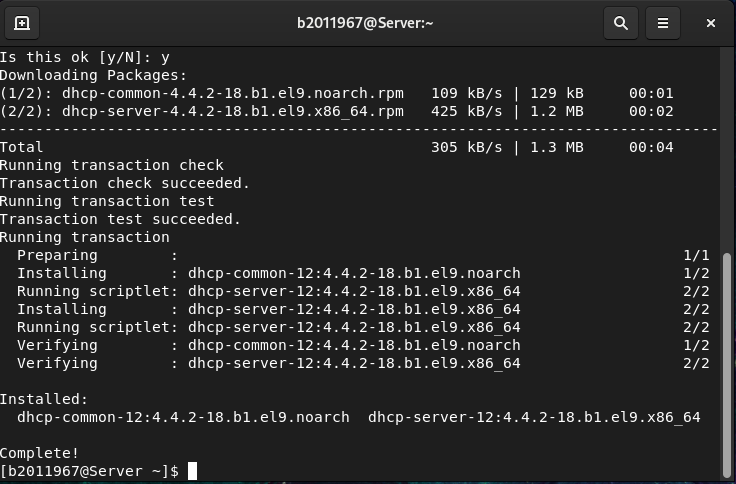 b2011967@Server:~
Is this ok [y/N]: y
Downloading Packages:
(1/2): dhcp-common-4.4.2-18.b1.el9.noarch.rpm   109 kB/s | 129 kB     00:01
(2/2): dhcp-server-4.4.2-18.b1.el9.x86_64.rpm   425 kB/s | 1.2 MB     00:02
--------------------------------------------------------------------------------
Total                                           305 kB/s | 1.3 MB     00:04
Running transaction check
Transaction check succeeded.
Running transaction test
Transaction test succeeded.
Running transaction
  Preparing        :                                                        1/1
  Installing       : dhcp-common-12:4.4.2-18.b1.el9.noarch                  1/2
  Running scriptlet: dhcp-server-12:4.4.2-18.b1.el9.x86_64                  2/2
  Installing       : dhcp-server-12:4.4.2-18.b1.el9.x86_64                  2/2
  Running scriptlet: dhcp-server-12:4.4.2-18.b1.el9.x86_64                  2/2
  Verifying        : dhcp-common-12:4.4.2-18.b1.el9.noarch                  1/2
  Verifying        : dhcp-server-12:4.4.2-18.b1.el9.x86_64                  2/2
Installed:
  dhcp-common-12:4.4.2-18.b1.el9.noarch  dhcp-server-12:4.4.2-18.b1.el9.x86_64
Complete!
[b2011967@Server ~]$